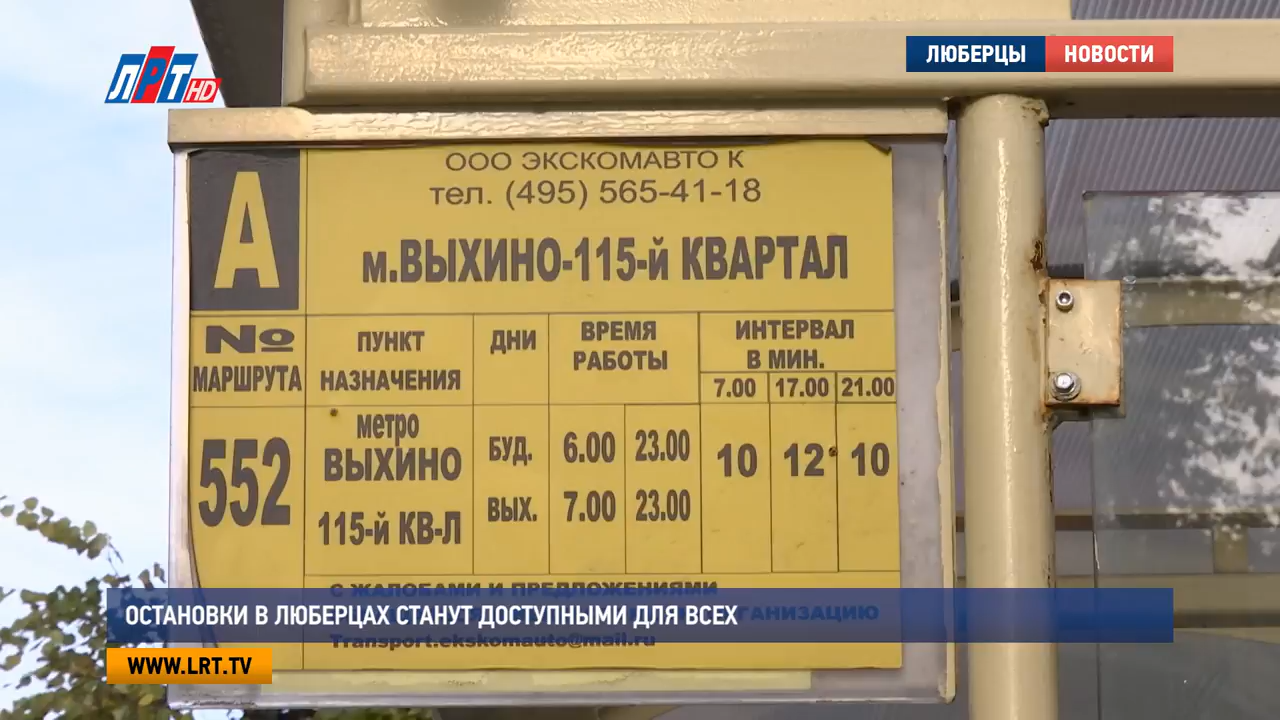 ЛРТ HD
ЛЮБЕРЦЫ НОВОСТИ
А
ООО ЭКСКОМАВТО К
тел. (495) 565-41-18
м.ВЫХИНО-115-й КВАРТАЛ
№ МАРШРУТА
ПУНКТ НАЗНАЧЕНИЯ
ДНИ
ВРЕМЯ РАБОТЫ
ИНТЕРВАЛ В МИН.
7.00 17.00 21.00
552
метро
ВЫХИНО
115-й КВ-Л
БУД. 6.00 23.00
ВЫХ. 7.00 23.00
10 12 10
С ЖАЛОБАМИ И ПРЕДЛОЖЕНИЯМИ
ОСТАНОВКИ В ЛЮБЕРЦАХ СТАНУТ ДОСТУПНЫМИ ДЛЯ ВСЕХ
Transport.ekskomauto@mail.ru
WWW.LRT.TV